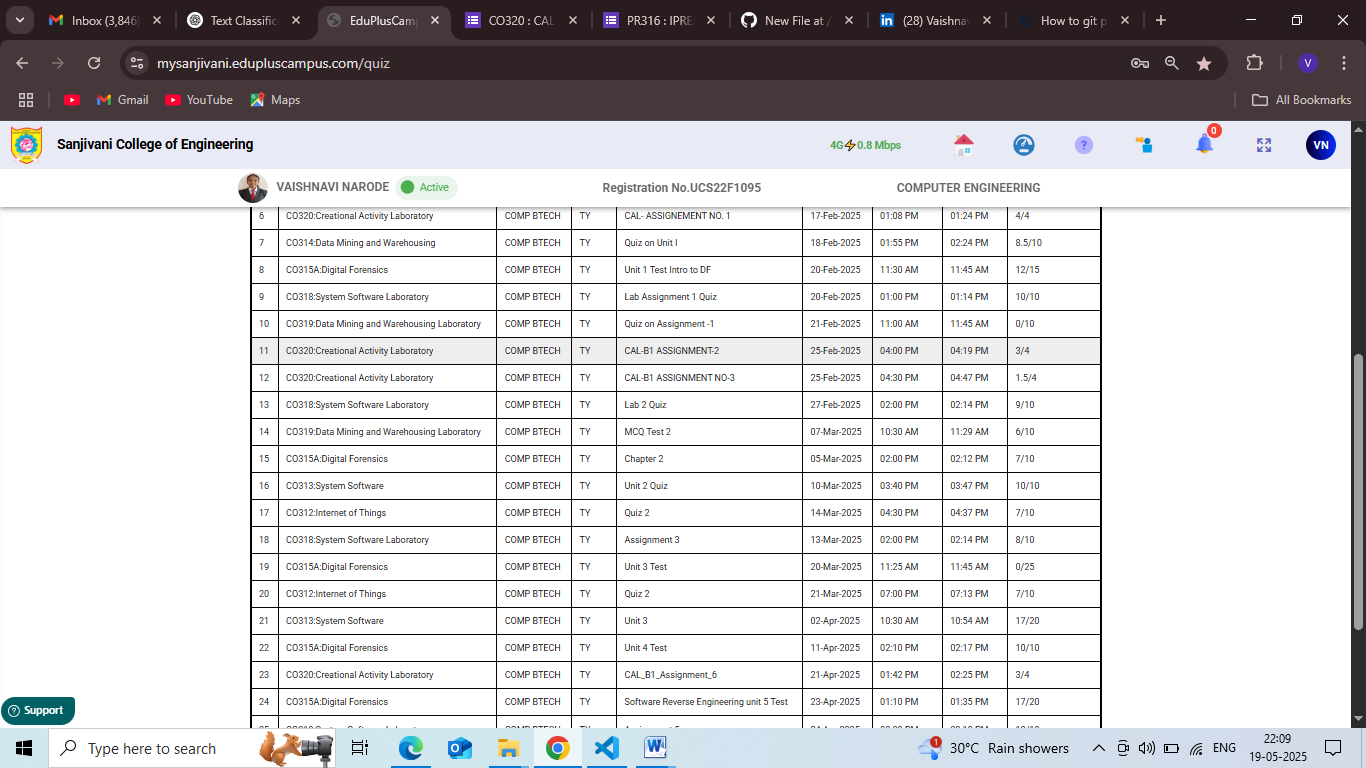 Inbox (3,846)
Text Classific
EduPlusCam
CO320 : CAL
PR316 : IPRE
New File at /
(28) Vaishna
How to git p
mysanjivani.edupluscampus.com/quiz
V
Gmail
YouTube
Maps
All Bookmarks
Sanjivani College of Engineering
4G⚡0.8 Mbps
?
0
VN
VAISHNAVI NARODE
Active
Registration No.UCS22F1095
COMPUTER ENGINEERING
6 CO320:Creational Activity Laboratory COMP BTECH TY CAL- ASSIGNEMENT NO. 1 17-Feb-2025 01:08 PM 01:24 PM 4/4
7 CO314:Data Mining and Warehousing COMP BTECH TY Quiz on Unit I 18-Feb-2025 01:55 PM 02:24 PM 8.5/10
8 CO315A:Digital Forensics COMP BTECH TY Unit 1 Test Intro to DF 20-Feb-2025 11:30 AM 11:45 AM 12/15
9 CO318:System Software Laboratory COMP BTECH TY Lab Assignment 1 Quiz 20-Feb-2025 01:00 PM 01:14 PM 10/10
10 CO319:Data Mining and Warehousing Laboratory COMP BTECH TY Quiz on Assignment -1 21-Feb-2025 11:00 AM 11:45 AM 0/10
11 CO320:Creational Activity Laboratory COMP BTECH TY CAL-B1 ASSIGNMENT-2 25-Feb-2025 04:00 PM 04:19 PM 3/4
12 CO320:Creational Activity Laboratory COMP BTECH TY CAL-B1 ASSIGNMENT NO-3 25-Feb-2025 04:30 PM 04:47 PM 1.5/4
13 CO318:System Software Laboratory COMP BTECH TY Lab 2 Quiz 27-Feb-2025 02:00 PM 02:14 PM 9/10
14 CO319:Data Mining and Warehousing Laboratory COMP BTECH TY MCQ Test 2 07-Mar-2025 10:30 AM 11:29 AM 6/10
15 CO315A:Digital Forensics COMP BTECH TY Chapter 2 05-Mar-2025 02:00 PM 02:12 PM 7/10
16 CO313:System Software COMP BTECH TY Unit 2 Quiz 10-Mar-2025 03:40 PM 03:47 PM 10/10
17 CO312:Internet of Things COMP BTECH TY Quiz 2 14-Mar-2025 04:30 PM 04:37 PM 7/10
18 CO318:System Software Laboratory COMP BTECH TY Assignment 3 13-Mar-2025 02:00 PM 02:14 PM 8/10
19 CO315A:Digital Forensics COMP BTECH TY Unit 3 Test 20-Mar-2025 11:25 AM 11:45 AM 0/25
20 CO312:Internet of Things COMP BTECH TY Quiz 2 21-Mar-2025 07:00 PM 07:13 PM 7/10
21 CO313:System Software COMP BTECH TY Unit 3 02-Apr-2025 10:30 AM 10:54 AM 17/20
22 CO315A:Digital Forensics COMP BTECH TY Unit 4 Test 11-Apr-2025 02:10 PM 02:17 PM 10/10
23 CO320:Creational Activity Laboratory COMP BTECH TY CAL_B1_Assignment_6 21-Apr-2025 01:42 PM 02:25 PM 3/4
24 CO315A:Digital Forensics COMP BTECH TY Software Reverse Engineering unit 5 Test 23-Apr-2025 01:10 PM 01:35 PM 17/20
? Support
Type here to search
1
30°C Rain showers
ENG
22:09
19-05-2025